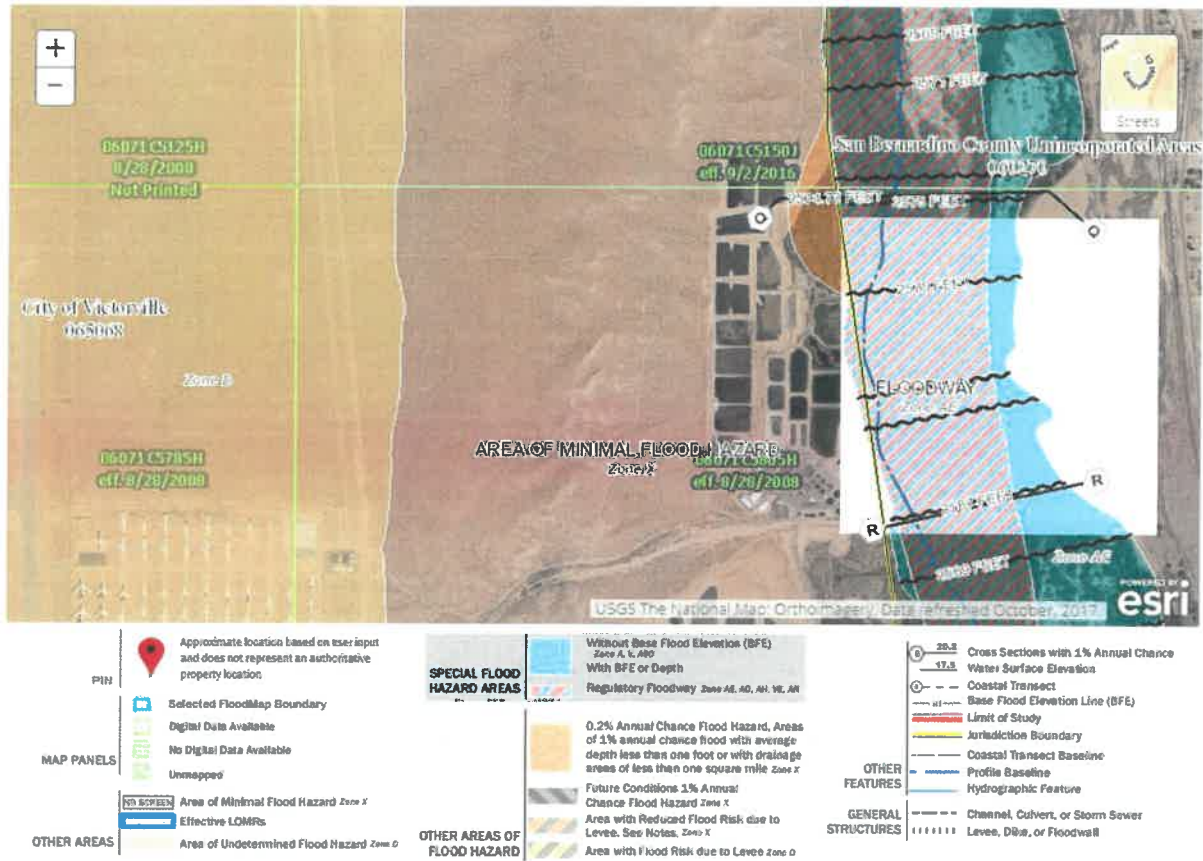 +
−
Streets
06071C5125H
8/28/2008
Not Printed
06071C5150J
eff. 9/2/2016
San Bernardino County Unincorporated Areas
060270
FEET
FEET
Q
Q
City of Victorville
065068
Zone D
FLOODWAY
Zone AE
AREA OF MINIMAL FLOOD HAZARD
Zone X
06071C5785H
eff. 8/28/2008
06071C5805H
eff. 8/28/2008
R
R
FEET
Zone AE
USGS The National Map: Orthoimagery. Data refreshed October, 2017.
POWERED BY
esri
PIN
Approximate location based on user input
and does not represent an authoritative
property location
MAP PANELS
Selected FloodMap Boundary
Digital Data Available
No Digital Data Available
Unmapped
OTHER AREAS
NO SCREEN Area of Minimal Flood Hazard Zone X
Effective LOMRs
Area of Undetermined Flood Hazard Zone D
SPECIAL FLOOD
HAZARD AREAS
Without Base Flood Elevation (BFE)
With BFE or Depth
Regulatory Floodway Zone AE, AO, AH, VE, AR
OTHER AREAS OF
FLOOD HAZARD
0.2% Annual Chance Flood Hazard, Areas
of 1% annual chance flood with average
depth less than one foot or with drainage
areas of less than one square mile Zone X
Future Conditions 1% Annual
Chance Flood Hazard Zone X
Area with Reduced Flood Risk due to
Levee. See Notes. Zone X
Area with Flood Risk due to Levee Zone D
OTHER
FEATURES
20.2 Cross Sections with 1% Annual Chance
17.5 Water Surface Elevation
Coastal Transect
Base Flood Elevation Line (BFE)
Limit of Study
Jurisdiction Boundary
Coastal Transect Baseline
Profile Baseline
Hydrographic Feature
GENERAL
STRUCTURES
Channel, Culvert, or Storm Sewer
Levee, Dike, or Floodwall